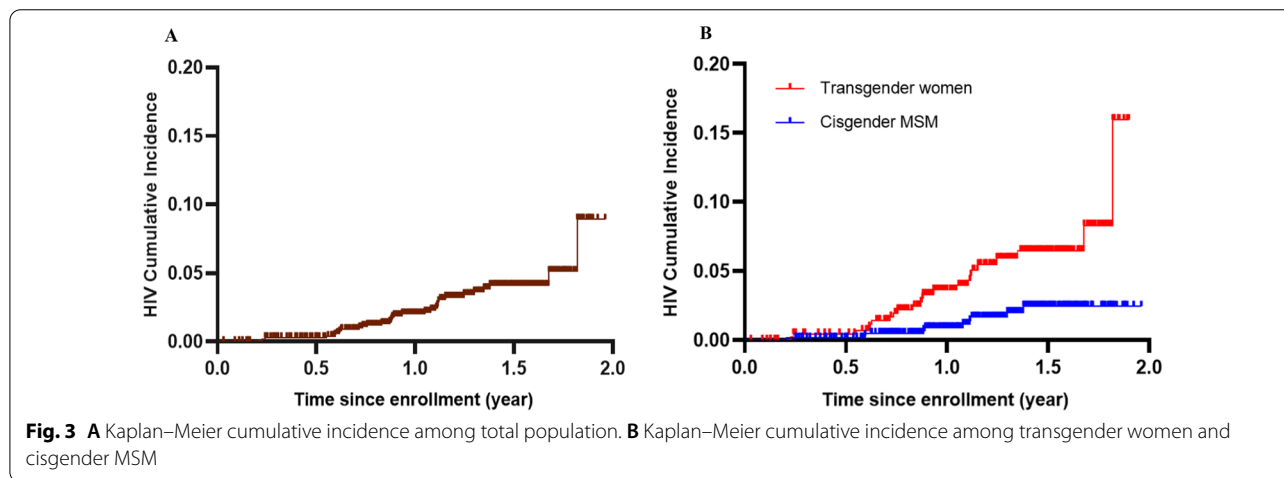 A
HIV Cumulative Incidence
0.20
0.15
0.10
0.05
0.00
0.0 0.5 1.0 1.5 2.0
Time since enrollment (year)
B
HIV Cumulative Incidence
0.20
0.15
0.10
0.05
0.00
Transgender women
Cisgender MSM
0.0 0.5 1.0 1.5 2.0
Time since enrollment (year)
Fig. 3 A Kaplan–Meier cumulative incidence among total population. B Kaplan–Meier cumulative incidence among transgender women and
cisgender MSM